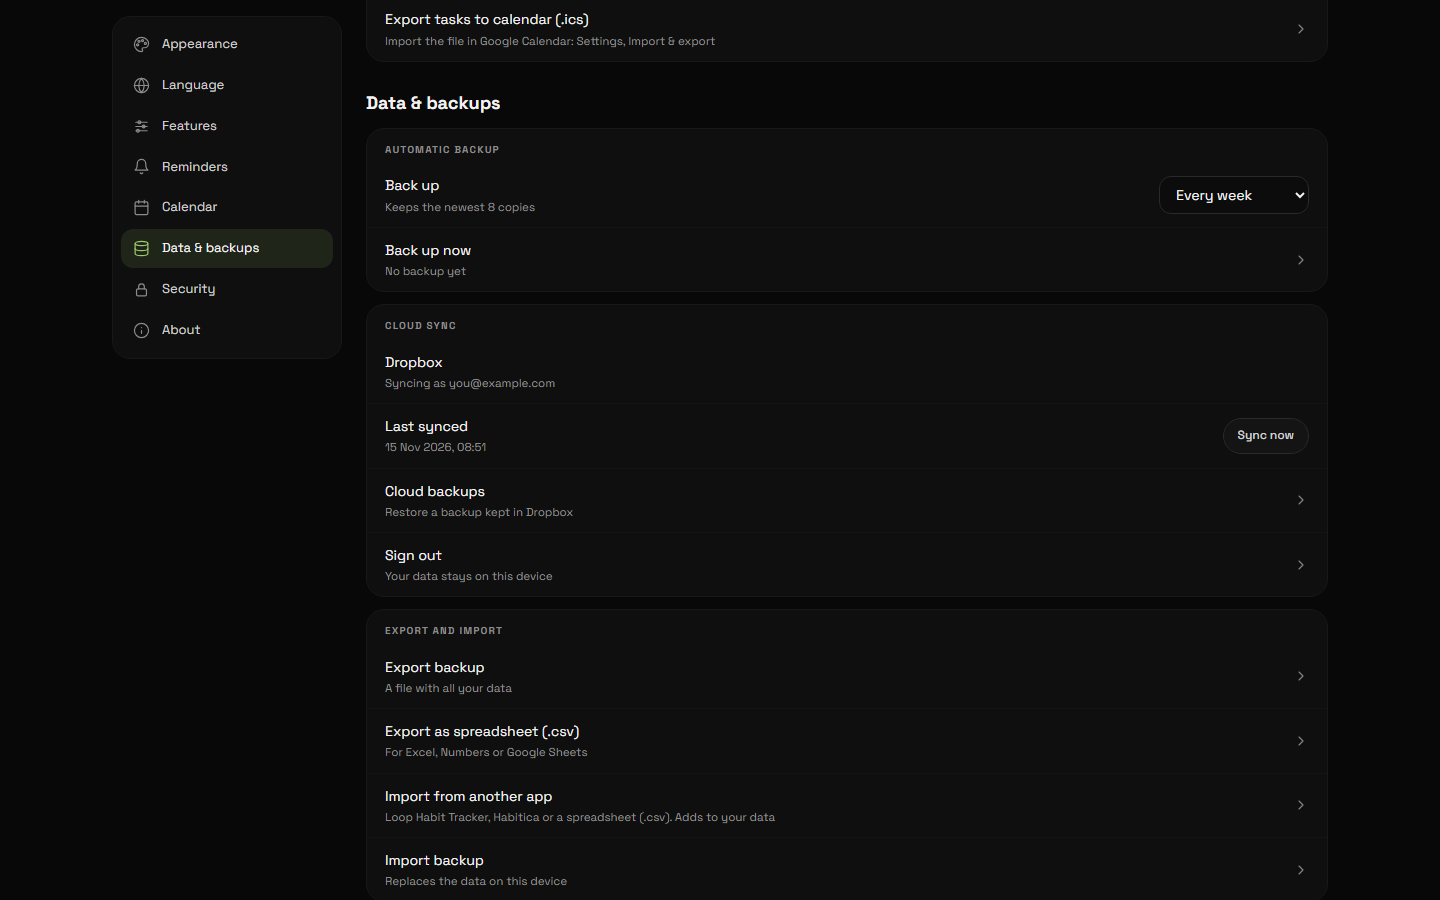 Appearance
Language
Features
Reminders
Calendar
Data & backups
Security
About
Export tasks to calendar (.ics)
Import the file in Google Calendar: Settings, Import & export
Data & backups
AUTOMATIC BACKUP
Back up
Keeps the newest 8 copies
Every week
Back up now
No backup yet
CLOUD SYNC
Dropbox
Syncing as you@example.com
Last synced
15 Nov 2026, 08:51
Sync now
Cloud backups
Restore a backup kept in Dropbox
Sign out
Your data stays on this device
EXPORT AND IMPORT
Export backup
A file with all your data
Export as spreadsheet (.csv)
For Excel, Numbers or Google Sheets
Import from another app
Loop Habit Tracker, Habitica or a spreadsheet (.csv). Adds to your data
Import backup
Replaces the data on this device